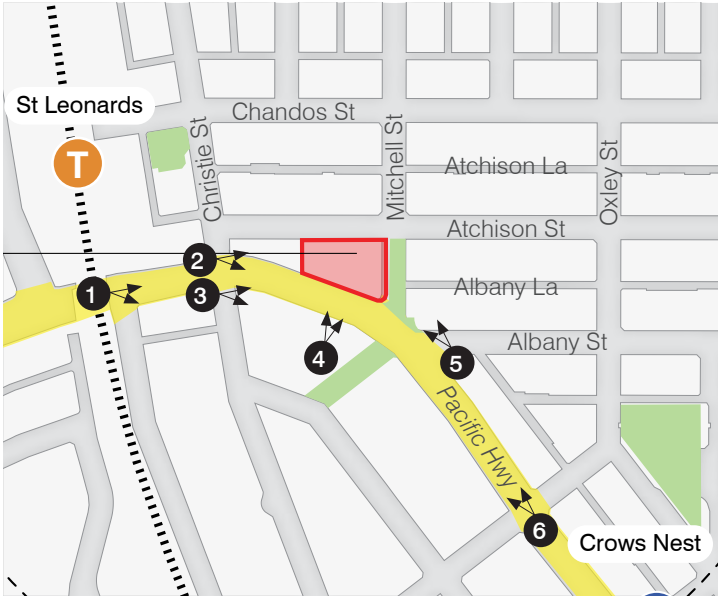 St Leonards
T
Chandos St
Christie St
Mitchell St
Atchison La
Oxley St
Atchison St
2
1
3
Albany La
Albany St
4
5
Pacific Hwy
6
Crows Nest